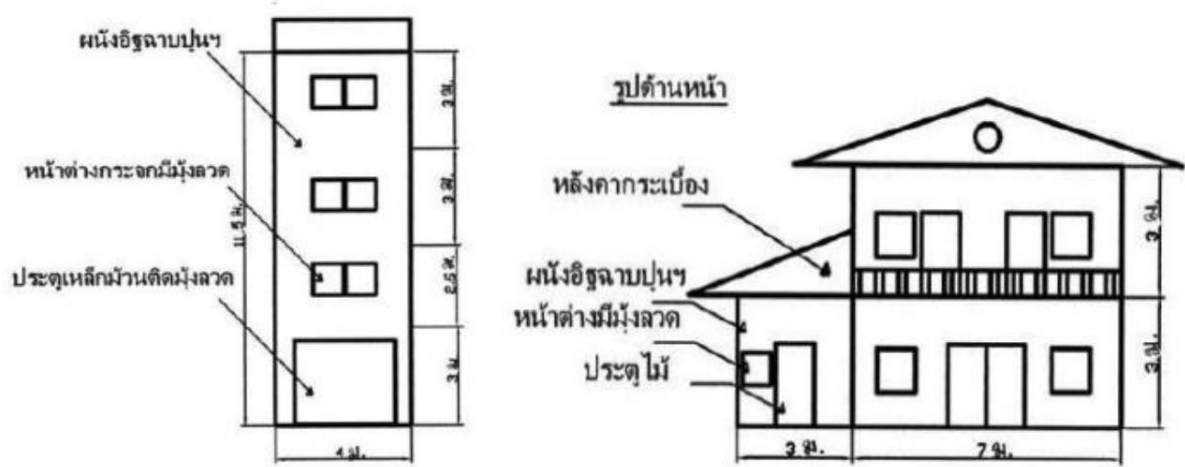 ผนังอิฐฉาบปูนฯ
หน้าต่างกระจกมีมุ้งลวด
ประตูเหล็กม้วนติดมุ้งลวด
11.5 ม.
3 ม.
3 ม.
2.5 ม.
3 ม.
4 ม.
รูปด้านหน้า
หลังคากระเบื้อง
ผนังอิฐฉาบปูนฯ
หน้าต่างมีมุ้งลวด
ประตูไม้
3 ม.
3 ม.
3 ม.
7 ม.